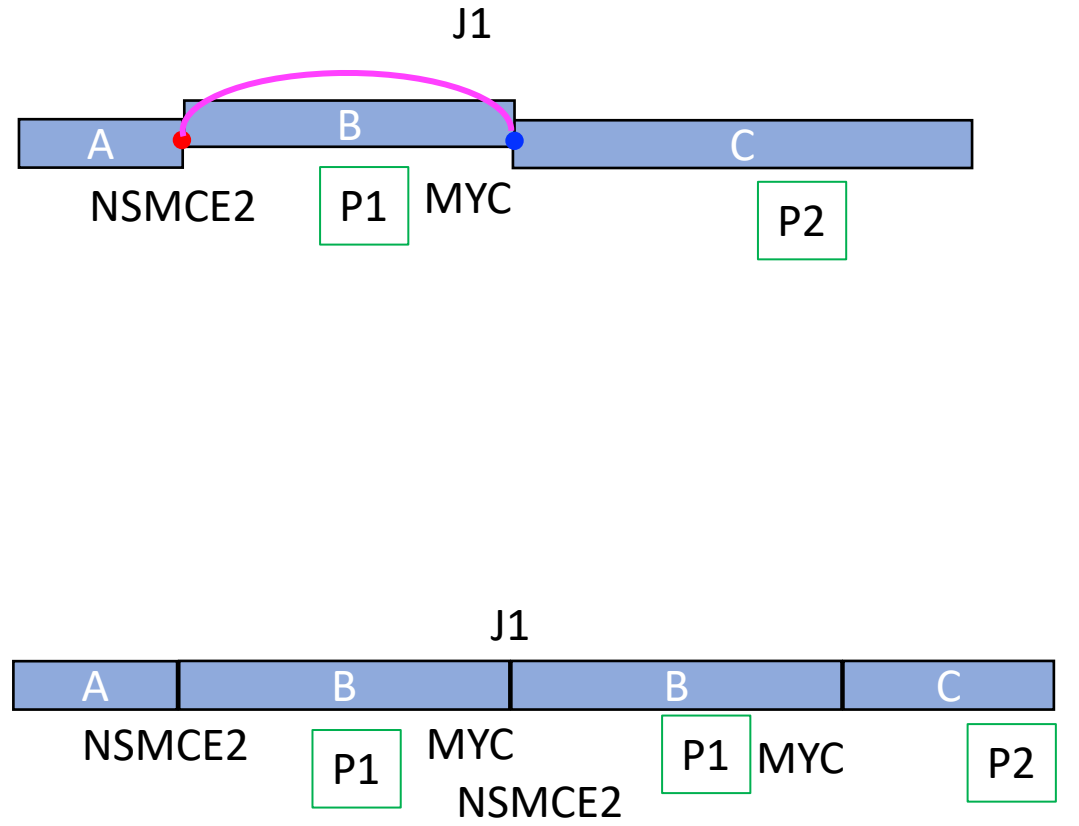 J1
A B C
NSMCE2 P1 MYC P2
J1
A B B C
NSMCE2 P1 MYC P1 MYC P2
NSMCE2